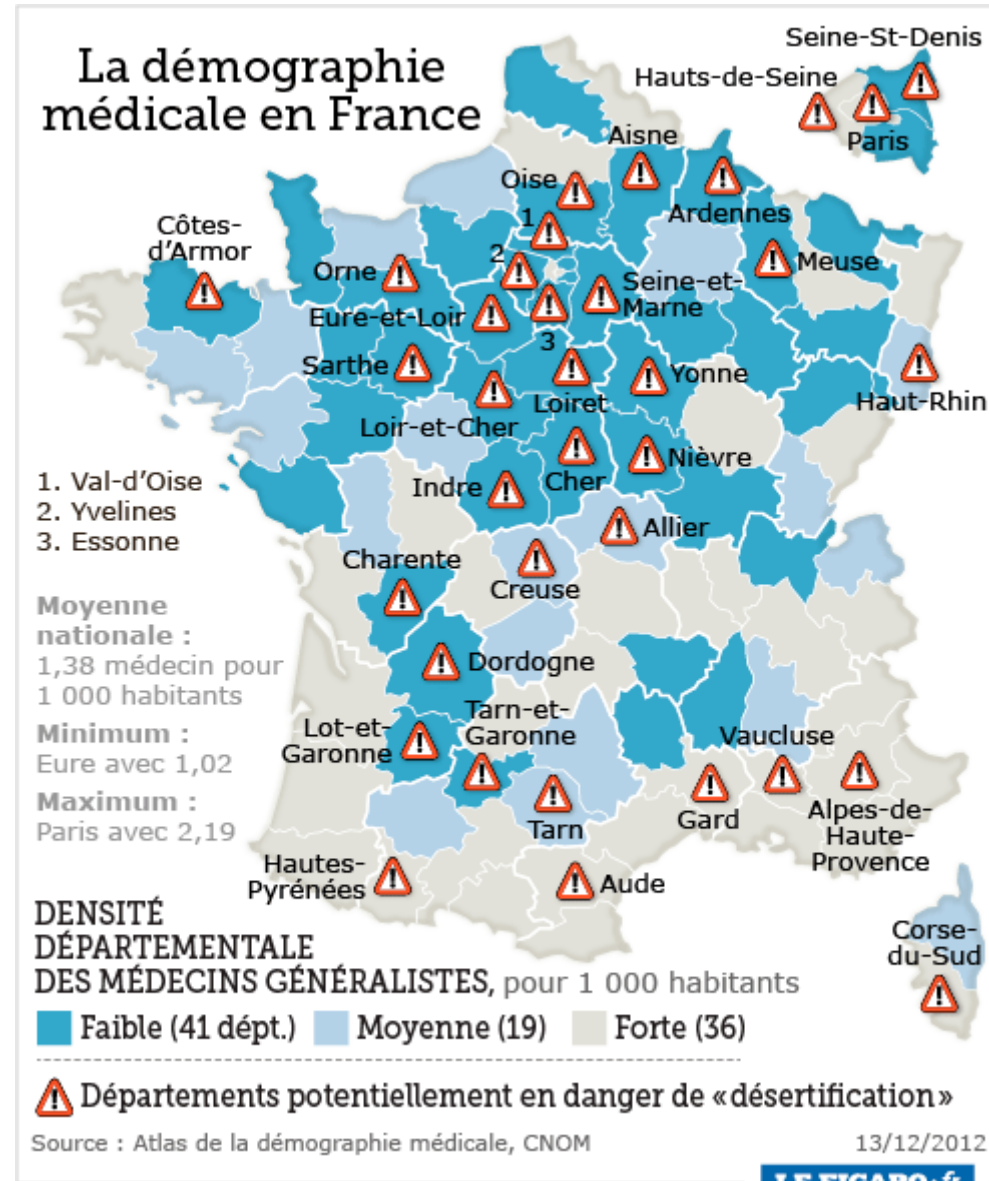 La démographie
médicale en France
Seine-St-Denis
Hauts-de-Seine
Paris
Aisne
Oise
1
Ardennes
Côtes-
d’Armor
2
Orne
Meuse
Seine-et-
Marne
Eure-et-Loir
3
Sarthe
Yonne
Loiret
Haut-Rhin
Loir-et-Cher
Nièvre
Cher
Indre
1. Val-d’Oise
2. Yvelines
3. Essonne
Allier
Charente
Creuse
Moyenne
nationale :
1,38 médecin pour
1 000 habitants
Minimum :
Eure avec 1,02
Maximum :
Paris avec 2,19
Dordogne
Lot-et-
Garonne
Tarn-et-
Garonne
Vaucluse
Tarn
Gard
Alpes-de-
Haute-
Provence
Hautes-
Pyrénées
Aude
Corse-
du-Sud
DENSITÉ
DÉPARTEMENTALE
DES MÉDECINS GÉNÉRALISTES, pour 1 000 habitants
Faible (41 dépt.) Moyenne (19) Forte (36)
Départements potentiellement en danger de «désertification»
Source : Atlas de la démographie médicale, CNOM 13/12/2012
LE FIGARO·fr